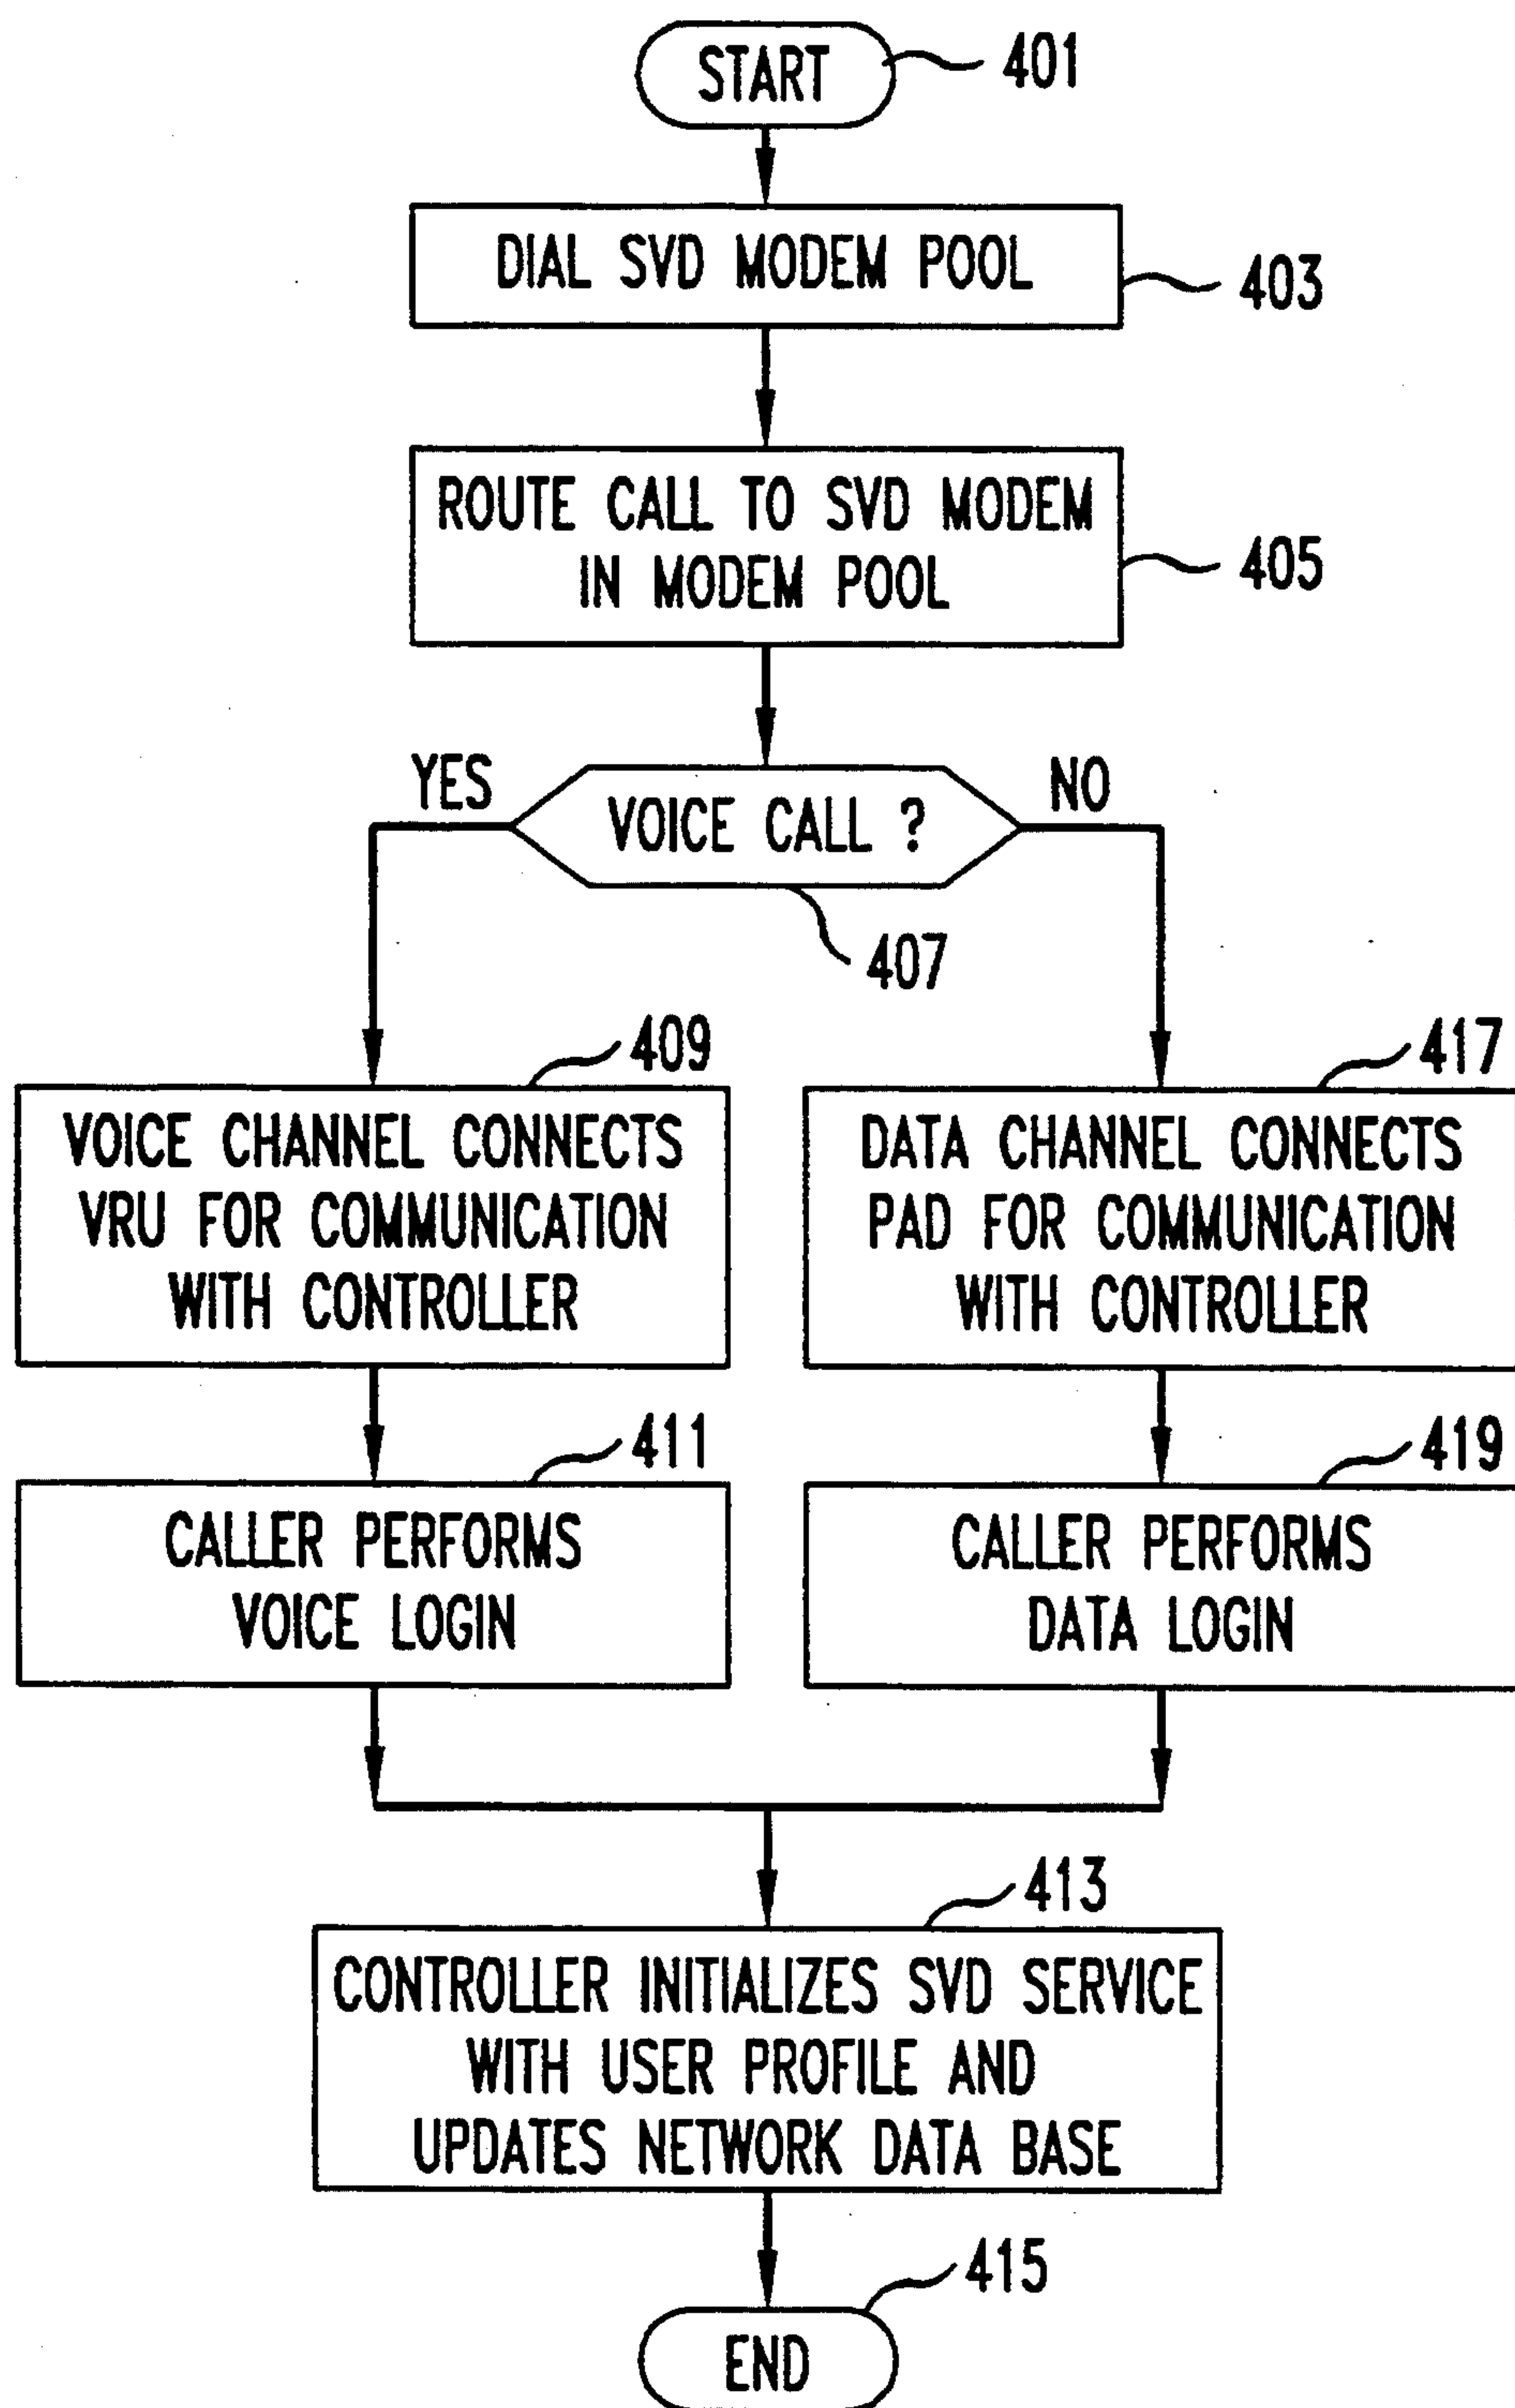 START
401
DIAL SVD MODEM POOL
403
ROUTE CALL TO SVD MODEM
IN MODEM POOL
405
YES
VOICE CALL ?
NO
407
409
VOICE CHANNEL CONNECTS
VRU FOR COMMUNICATION
WITH CONTROLLER
417
DATA CHANNEL CONNECTS
PAD FOR COMMUNICATION
WITH CONTROLLER
411
CALLER PERFORMS
VOICE LOGIN
419
CALLER PERFORMS
DATA LOGIN
413
CONTROLLER INITIALIZES SVD SERVICE
WITH USER PROFILE AND
UPDATES NETWORK DATA BASE
415
END